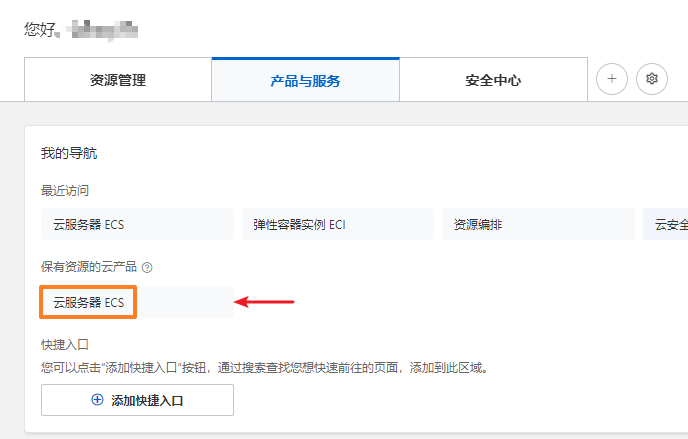 您好,
资源管理 产品与服务 安全中心
我的导航
最近访问
云服务器 ECS 弹性容器实例 ECI 资源编排 云安全
保有资源的云产品
云服务器 ECS
快捷入口
您可以点击“添加快捷入口”按钮，通过搜索查找您想快速前往的页面，添加到此区域。
添加快捷入口